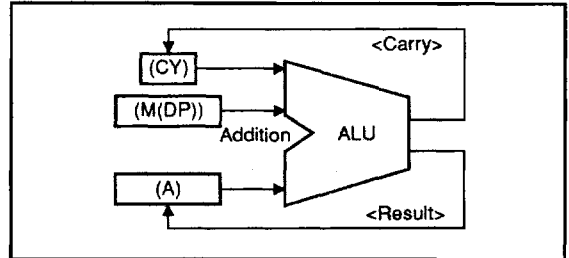 <Carry>
(CY)
(M(DP))
Addition
ALU
(A)
<Result>